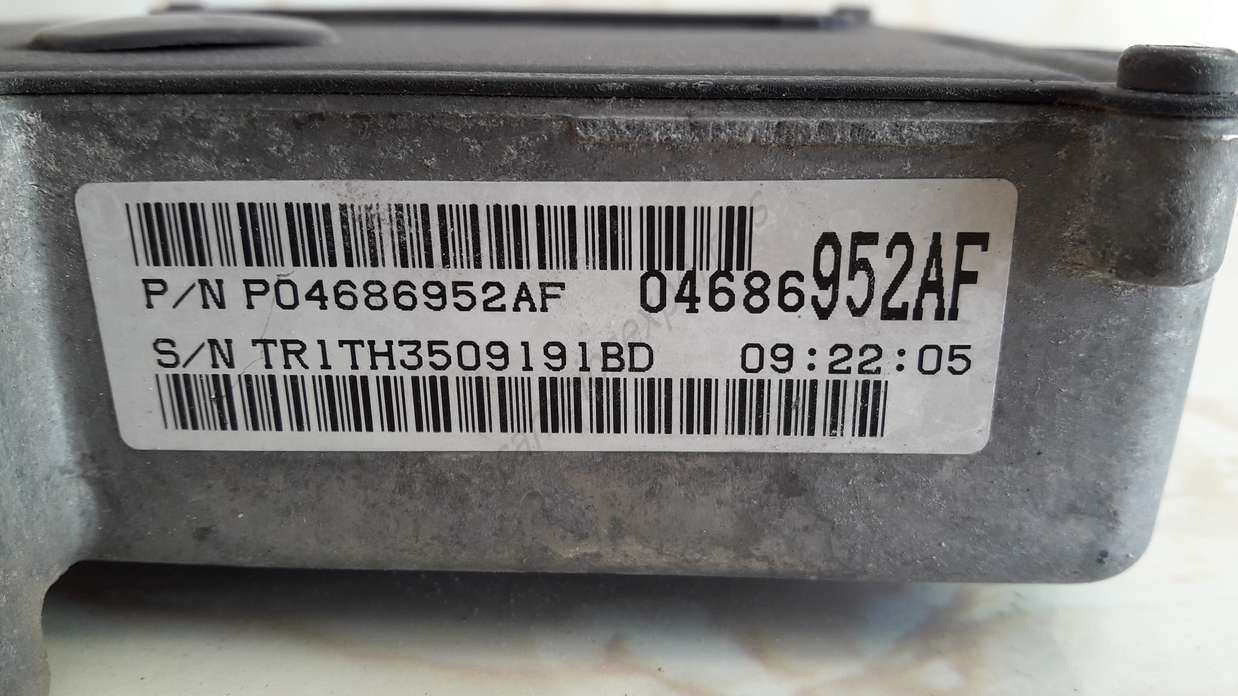 P/N P04686952AF 04686952AF
S/N TR1TH3509191BD 09:22:05